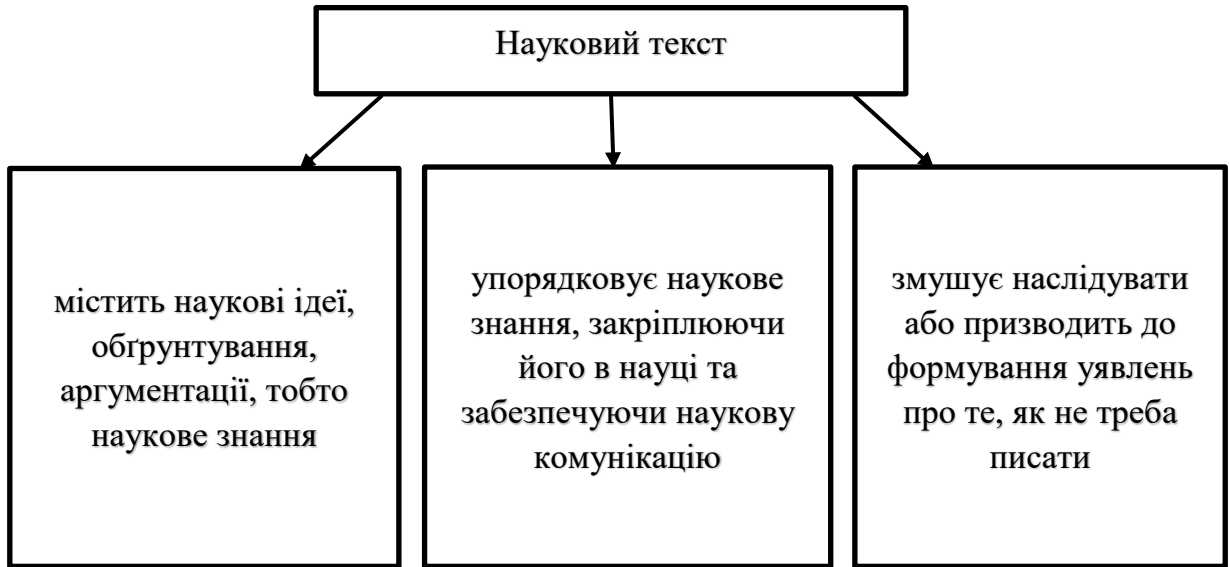 Науковий текст
містить наукові ідеї,
обґрунтування,
аргументації, тобто
наукове знання
упорядковує наукове
знання, закріплюючи
його в науці та
забезпечуючи наукову
комунікацію
змушує наслідувати
або призводить до
формування уявлень
про те, як не треба
писати